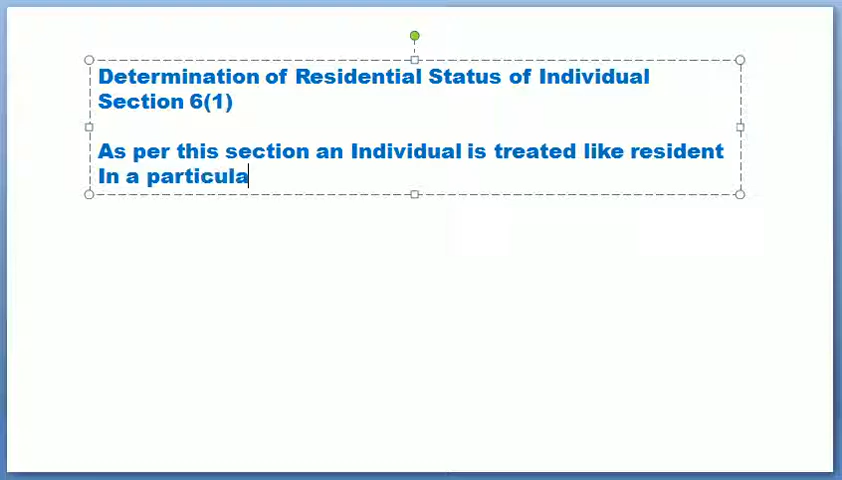 Determination of Residential Status of Individual
Section 6(1)
As per this section an Individual is treated like resident
In a particula